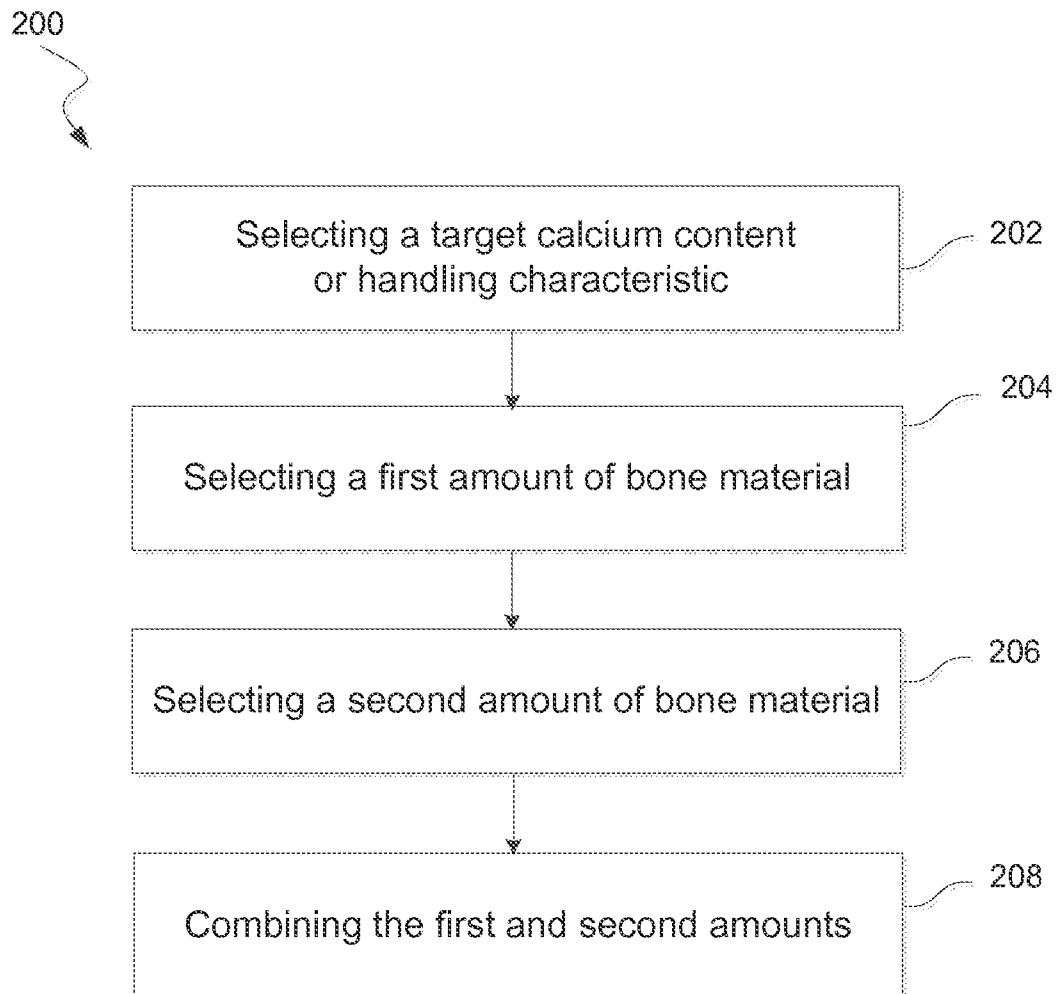 200
Selecting a target calcium content
or handling characteristic
202
204
Selecting a first amount of bone material
206
Selecting a second amount of bone material
208
Combining the first and second amounts